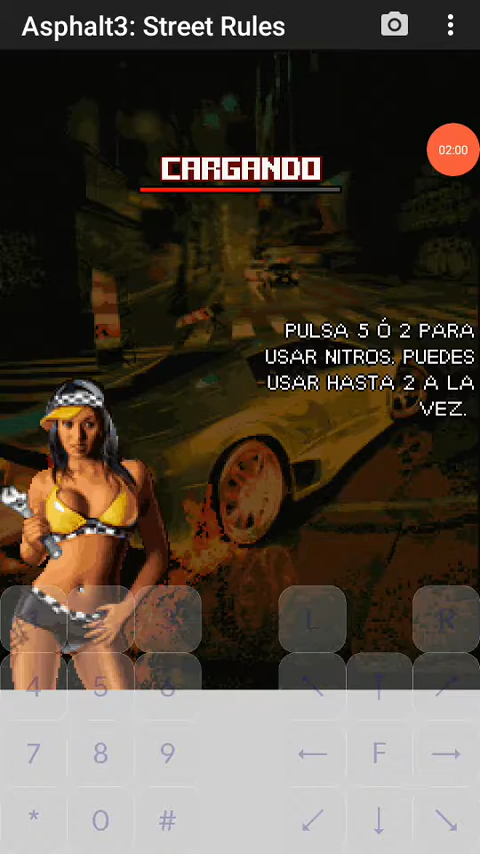 Asphalt3: Street Rules
02:00
CARGANDO
PULSA 5 Ó 2 PARA
USAR NITROS, PUEDES
USAR HASTA 2 A LA
VEZ.
L R
4 5 6
7 8 9 F
* 0 #